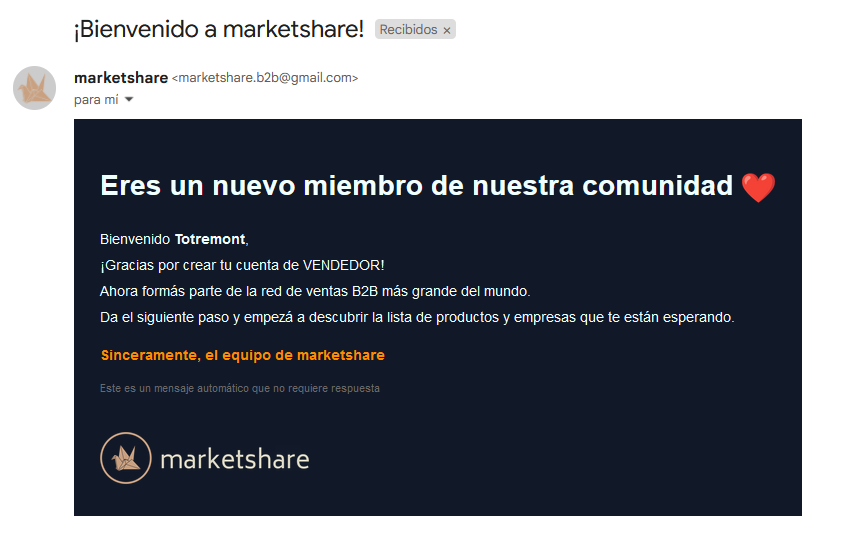 ¡Bienvenido a marketshare! Recibidos ×
marketshare <marketshare.b2b@gmail.com>
para mí
Eres un nuevo miembro de nuestra comunidad ❤️
Bienvenido Totremont,
¡Gracias por crear tu cuenta de VENDEDOR!
Ahora formás parte de la red de ventas B2B más grande del mundo.
Da el siguiente paso y empezá a descubrir la lista de productos y empresas que te están esperando.
Sinceramente, el equipo de marketshare
Este es un mensaje automático que no requiere respuesta
marketshare